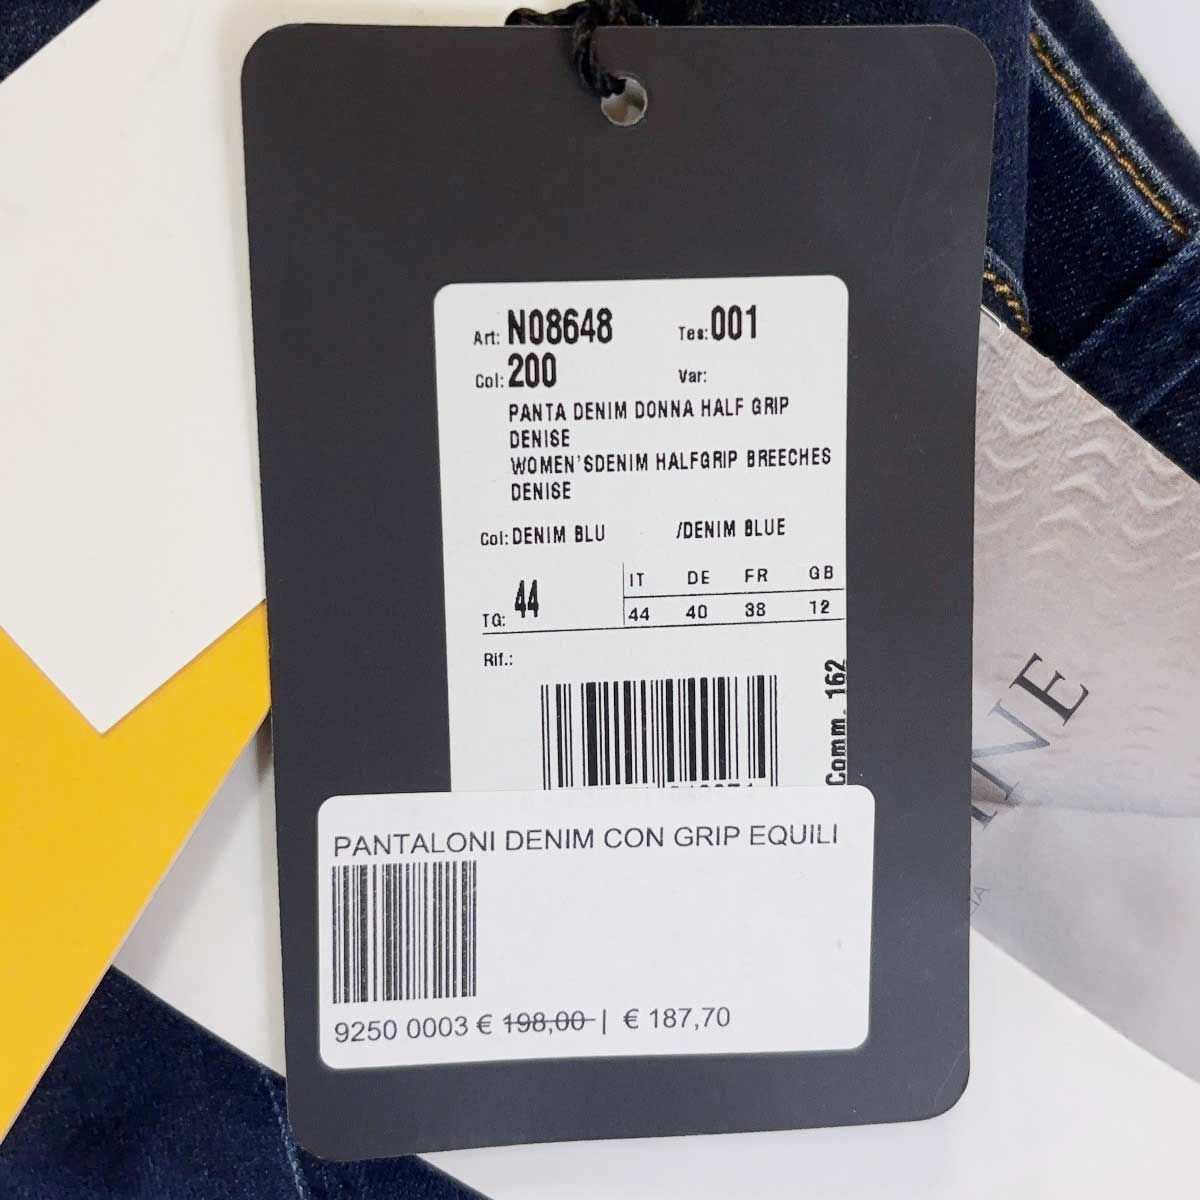 Art: N08648 Tes: 001
Col: 200 Var:
PANTA DENIM DONNA HALF GRIP
DENISE
WOMEN'SDENIM HALFGRIP BREECHES
DENISE
Col: DENIM BLU /DENIM BLUE
IT DE FR GB
TG: 44 44 40 38 12
Rif.:
Comm. 162
PANTALONI DENIM CON GRIP EQUILI
9250 0003 € 198,00 | € 187,70
INE